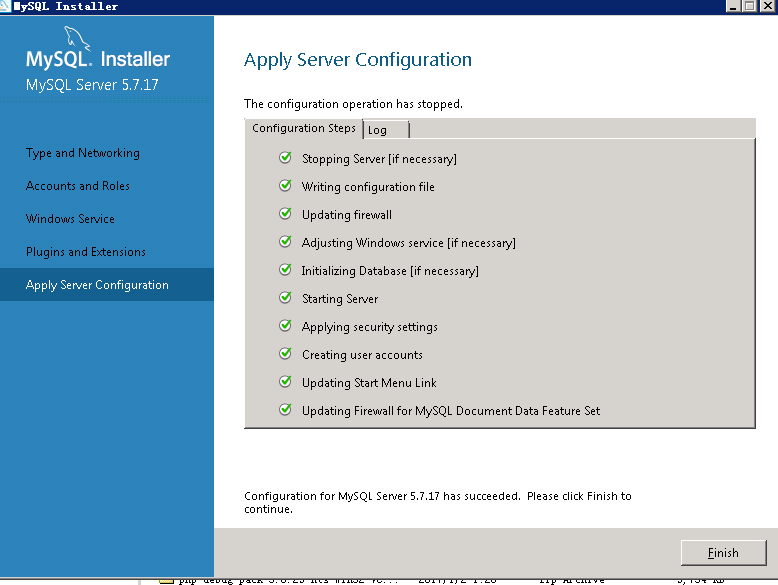 MySQL Installer
MySQL. Installer
MySQL Server 5.7.17
Type and Networking
Accounts and Roles
Windows Service
Plugins and Extensions
Apply Server Configuration
Apply Server Configuration
The configuration operation has stopped.
Configuration Steps
Log
Stopping Server [if necessary]
Writing configuration file
Updating firewall
Adjusting Windows service [if necessary]
Initializing Database [if necessary]
Starting Server
Applying security settings
Creating user accounts
Updating Start Menu Link
Updating Firewall for MySQL Document Data Feature Set
Configuration for MySQL Server 5.7.17 has succeeded. Please click Finish to
continue.
Finish